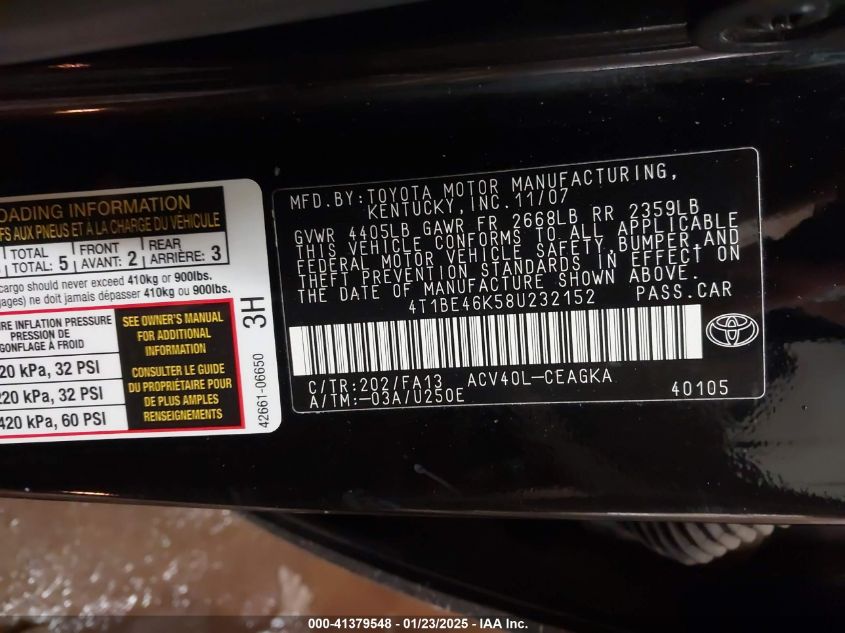 OADING INFORMATION
FS AUX PNEUS ET À LA CHARGE DU VÉHICULE
TOTAL FRONT REAR
TOTAL: 5 AVANT: 2 ARRIÈRE: 3
cargo should never exceed 410kg or 900lbs.
gages) ne doit jamais dépasser 410kg ou 900lbs.
RE INFLATION PRESSURE
PRESSION DE
GONFLAGE À FROID
20 kPa, 32 PSI
220 kPa, 32 PSI
420 kPa, 60 PSI
SEE OWNER'S MANUAL
FOR ADDITIONAL
INFORMATION
CONSULTER LE GUIDE
DU PROPRIÉTAIRE POUR
DE PLUS AMPLES
RENSEIGNEMENTS
3H
42661-06650
MFD.BY:TOYOTA MOTOR MANUFACTURING,
KENTUCKY,INC.11/07
GVWR 4405LB GAWR FR 2668LB RR 2359LB
THIS VEHICLE CONFORMS TO ALL APPLICABLE
FEDERAL MOTOR VEHICLE SAFETY,BUMPER,AND
THEFT PREVENTION STANDARDS IN EFFECT ON
THE DATE OF MANUFACTURE SHOWN ABOVE.
4T1BE46K58U232152 PASS.CAR
C/TR:202/FA13 ACV40L-CEAGKA
A/TM:-03A/U250E 40105
000-41379548 - 01/23/2025 - IAA Inc.